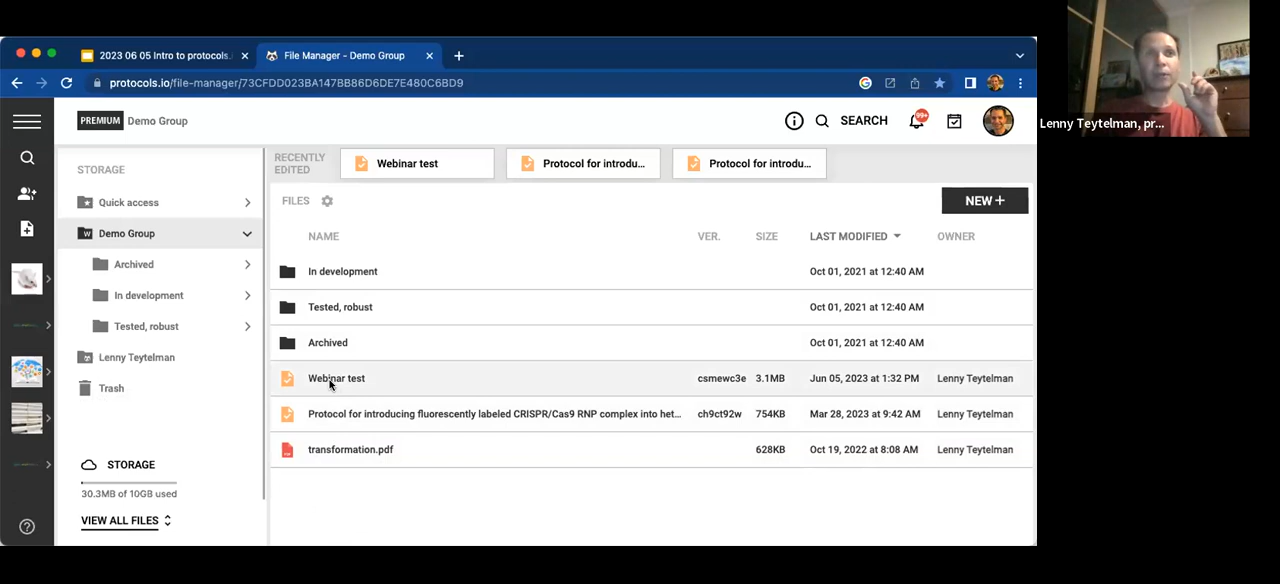 2023 06 05 Intro to protocols.
File Manager - Demo Group
protocols.io/file-manager/73CFDD023BA147BB86D6DE7E480C6BD9
PREMIUM Demo Group
SEARCH
99+
STORAGE
Quick access
Demo Group
Archived
In development
Tested, robust
Lenny Teytelman
Trash
STORAGE
30.3MB of 10GB used
VIEW ALL FILES
RECENTLY
EDITED
Webinar test
Protocol for introdu...
Protocol for introdu...
FILES
NEW +
NAME VER. SIZE LAST MODIFIED OWNER
In development Oct 01, 2021 at 12:40 AM
Tested, robust Oct 01, 2021 at 12:40 AM
Archived Oct 01, 2021 at 12:40 AM
Webinar test csmewc3e 3.1MB Jun 05, 2023 at 1:32 PM Lenny Teytelman
Protocol for introducing fluorescently labeled CRISPR/Cas9 RNP complex into het... ch9ct92w 754KB Mar 28, 2023 at 9:42 AM Lenny Teytelman
transformation.pdf 628KB Oct 19, 2022 at 8:08 AM Lenny Teytelman
Lenny Teytelman, pr...